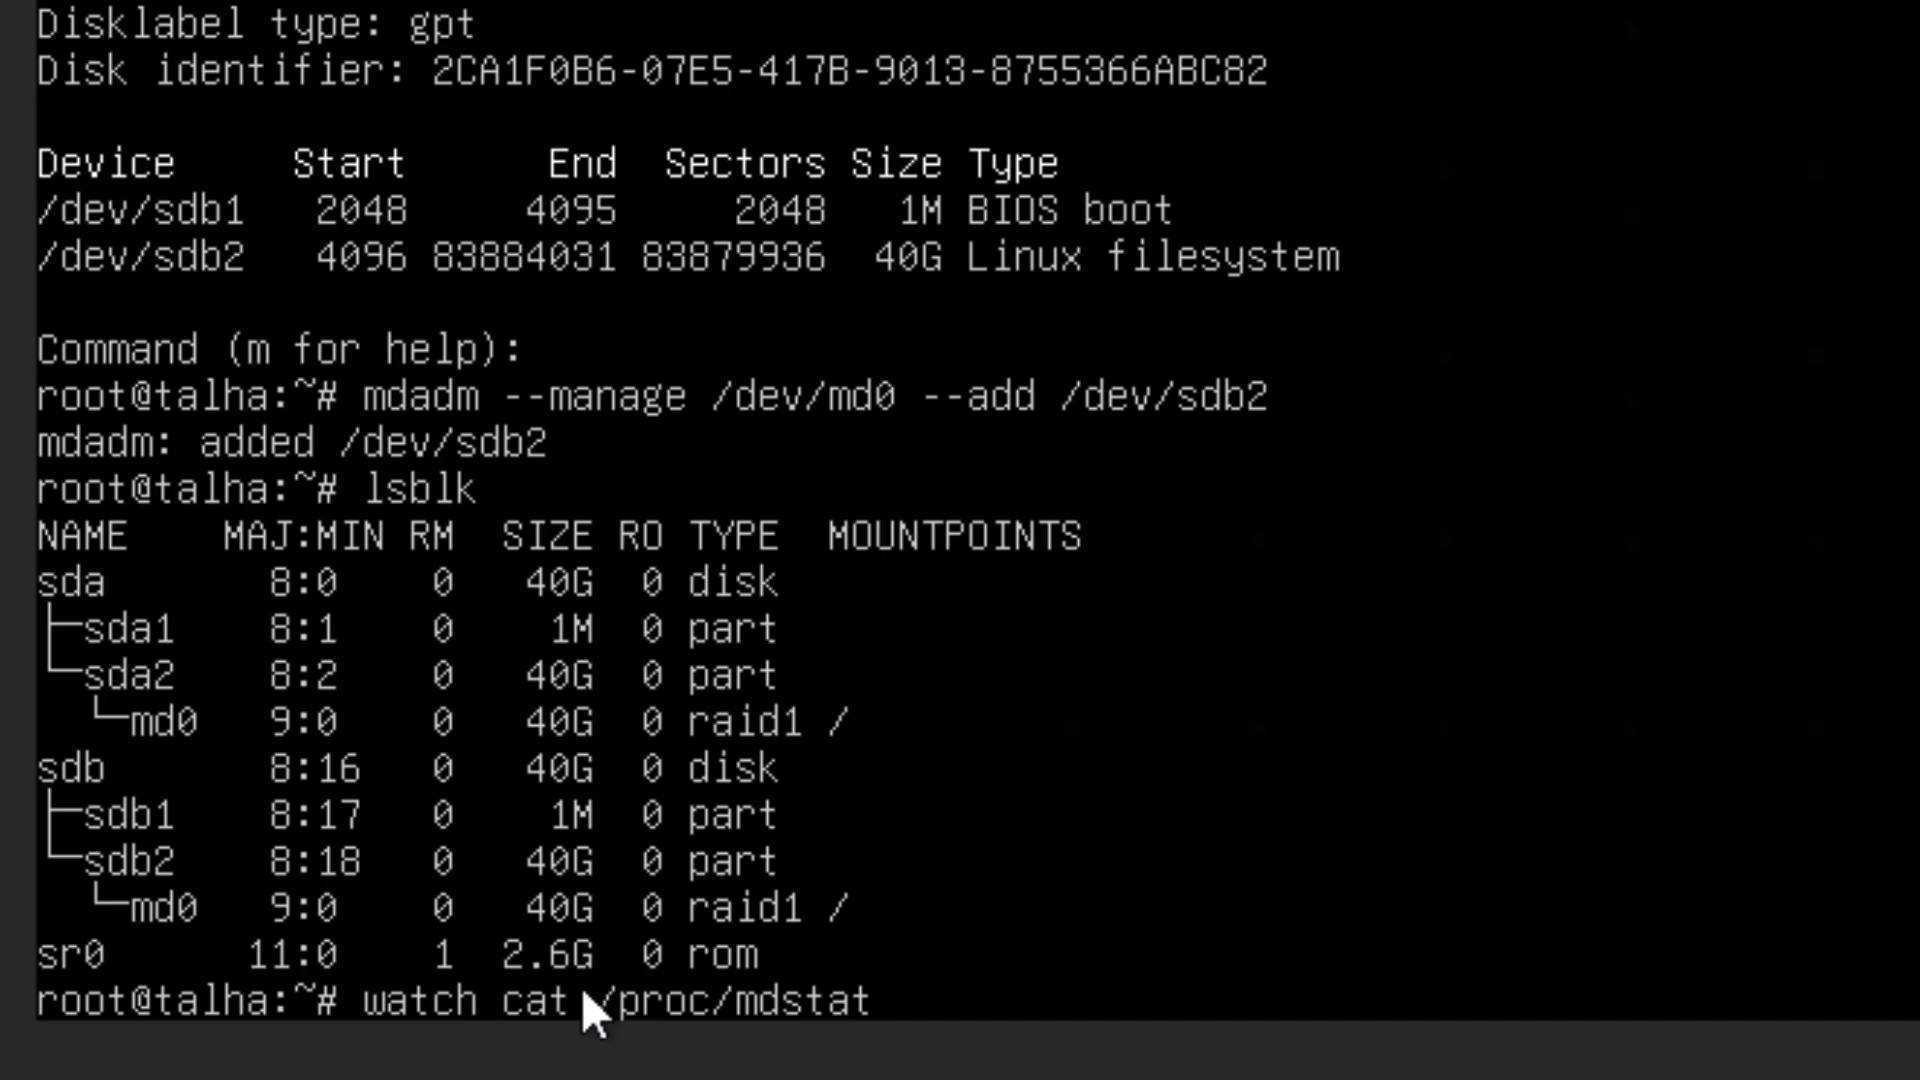 Disklabel type: gpt
Disk identifier: 2CA1F0B6-07E5-417B-9013-8755366ABC82
Device Start End Sectors Size Type
/dev/sdb1 2048 4095 2048 1M BIOS boot
/dev/sdb2 4096 83884031 83879936 40G Linux filesystem
Command (m for help):
root@talha:~# mdadm --manage /dev/md0 --add /dev/sdb2
mdadm: added /dev/sdb2
root@talha:~# lsblk
NAME MAJ:MIN RM SIZE RO TYPE MOUNTPOINTS
sda 8:0 0 40G 0 disk
├─sda1 8:1 0 1M 0 part
└─sda2 8:2 0 40G 0 part
└─md0 9:0 0 40G 0 raid1 /
sdb 8:16 0 40G 0 disk
├─sdb1 8:17 0 1M 0 part
└─sdb2 8:18 0 40G 0 part
└─md0 9:0 0 40G 0 raid1 /
sr0 11:0 1 2.6G 0 rom
root@talha:~# watch cat /proc/mdstat